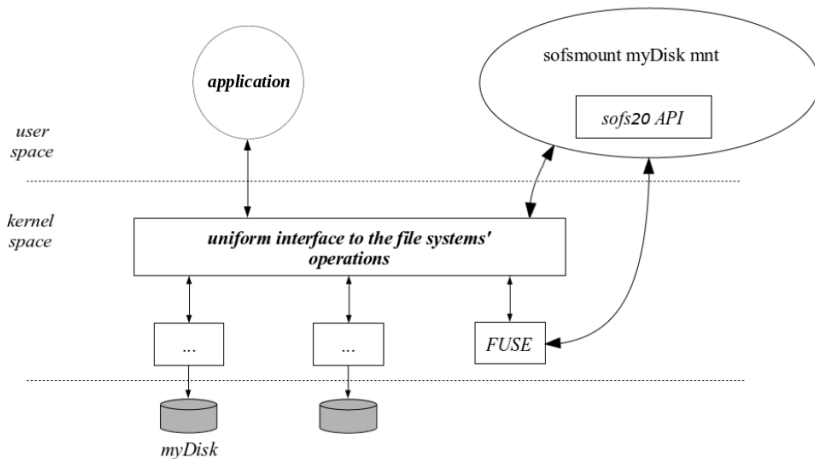 sofsmount myDisk mnt
application
sofs20 API
user
space
kernel
space
uniform interface to the file systems'
operations
...
...
FUSE
myDisk